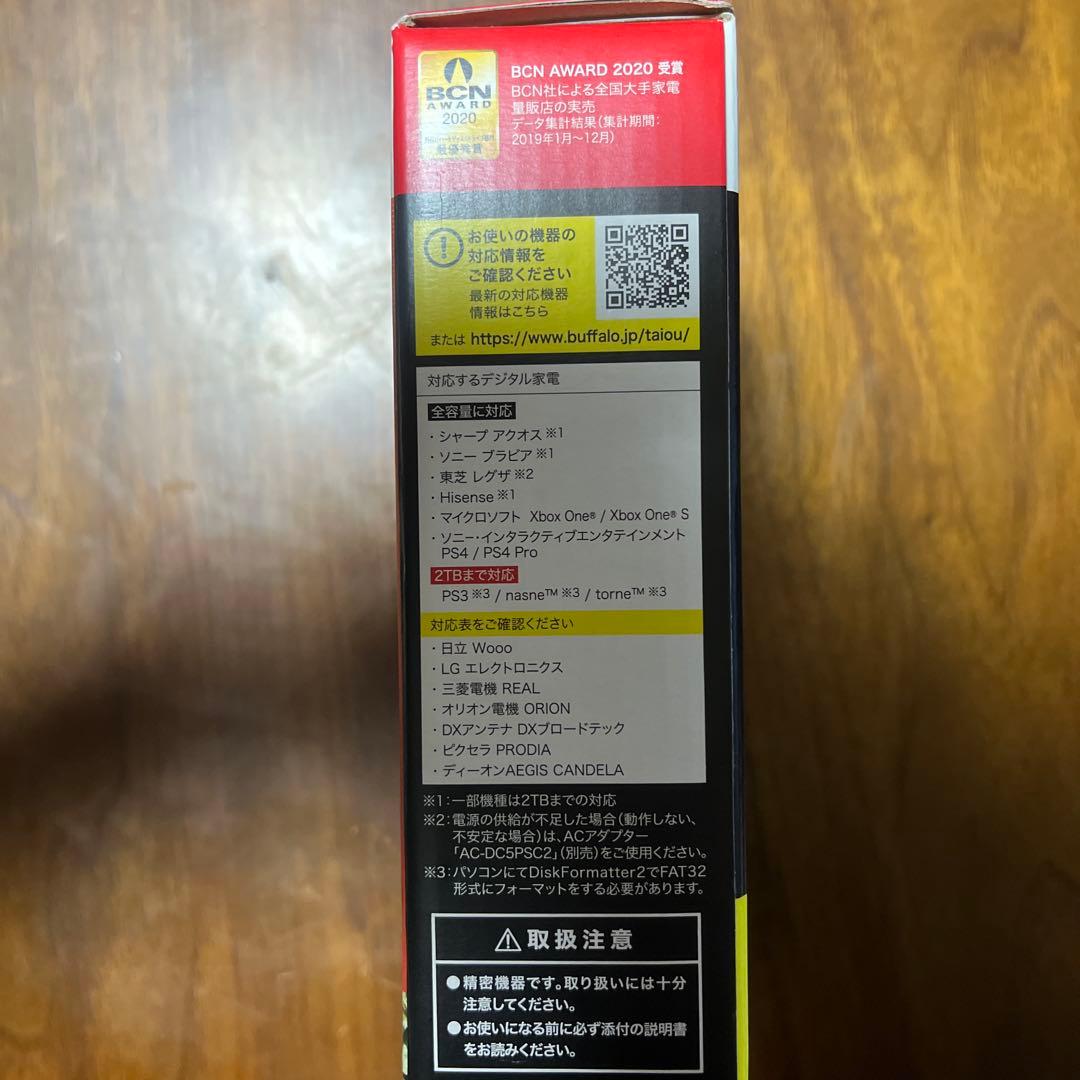 BCN
AWARD
2020
最優秀賞
BCN AWARD 2020 受賞
BCN社による全国大手家電
量販店の実売
データ集計結果（集計期間：
2019年1月～12月）
お使いの機器の
対応情報を
ご確認ください
最新の対応機器
情報はこちら
または https://www.buffalo.jp/taiou/
対応するデジタル家電
全容量に対応
・シャープ アクオス※1
・ソニー ブラビア※1
・東芝 レグザ※2
・Hisense※1
・マイクロソフト Xbox One® / Xbox One® S
・ソニー・インタラクティブエンタテインメント
PS4 / PS4 Pro
2TBまで対応
PS3※3 / nasne™※3 / torne™※3
対応表をご確認ください
・日立 Wooo
・LG エレクトロニクス
・三菱電機 REAL
・オリオン電機 ORION
・DXアンテナ DXブロードテック
・ピクセラ PRODIA
・ディーオンAEGIS CANDELA
※1：一部機種は2TBまでの対応
※2：電源の供給が不足した場合（動作しない、
不安定な場合）は、ACアダプター
「AC-DC5PSC2」（別売）をご使用ください。
※3：パソコンにてDiskFormatter2でFAT32
形式にフォーマットをする必要があります。
取扱注意
●精密機器です。取り扱いには十分
注意してください。
●お使いになる前に必ず添付の説明書
をお読みください。